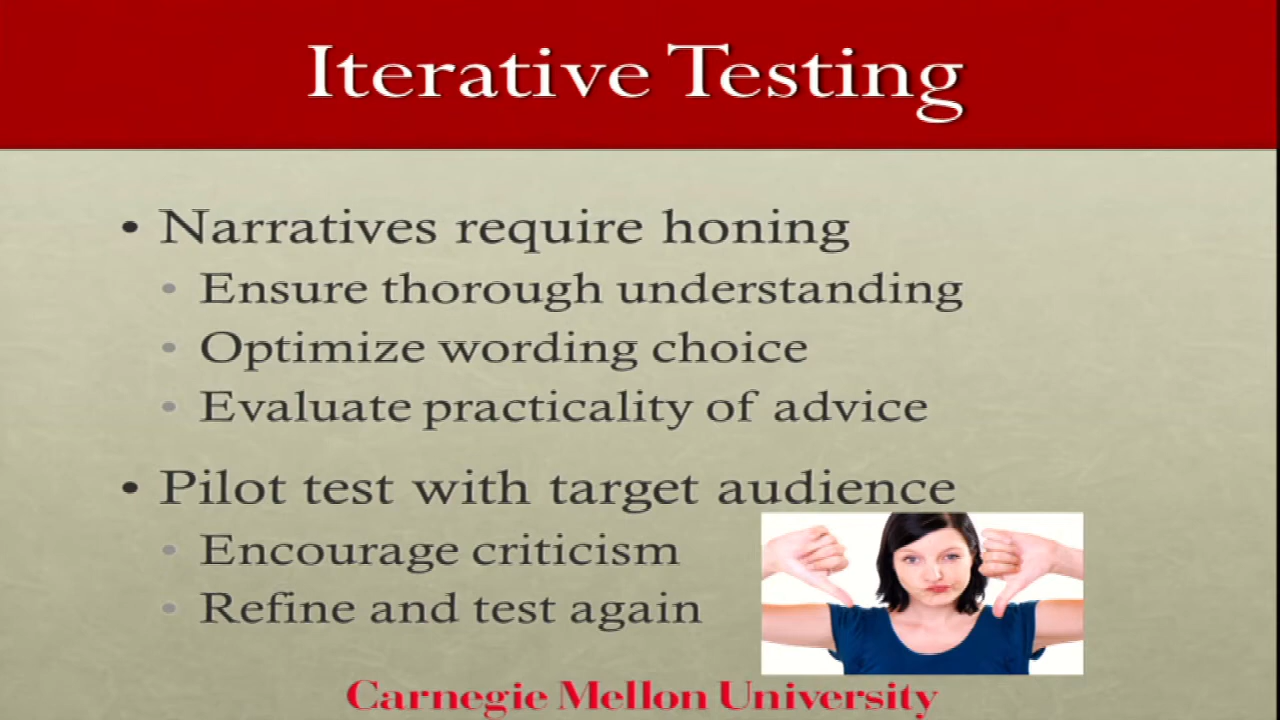 Iterative Testing
• Narratives require honing
• Ensure thorough understanding
• Optimize wording choice
• Evaluate practicality of advice
• Pilot test with target audience
• Encourage criticism
• Refine and test again
Carnegie Mellon University